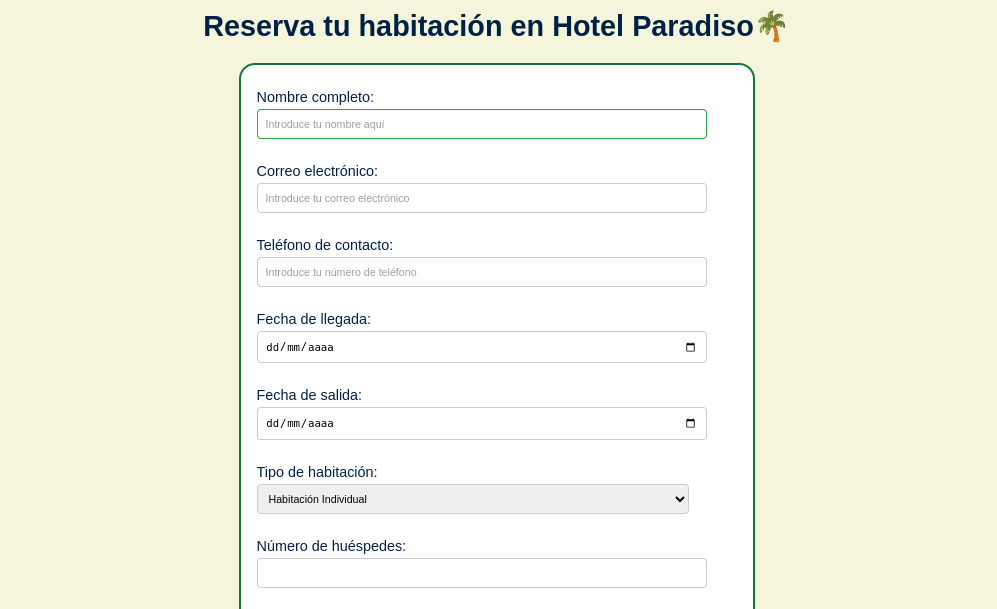 Reserva tu habitación en Hotel Paradiso🌴
Nombre completo:
Introduce tu nombre aquí
Correo electrónico:
Introduce tu correo electrónico
Teléfono de contacto:
Introduce tu número de teléfono
Fecha de llegada:
dd/mm/aaaa
Fecha de salida:
dd/mm/aaaa
Tipo de habitación:
Habitación Individual
Número de huéspedes: